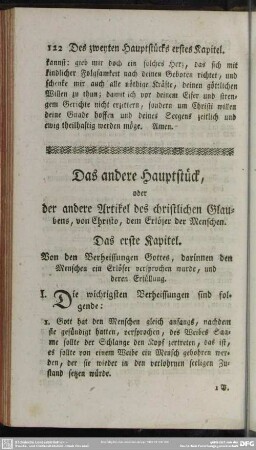 122 Des zweyten Hauptstücks erstes Kapitel.
kannst: gieb mir doch ein solches Herz, das sich mit
kindlicher Folgsamkeit nach deinen Geboten richtet, und
schenke mir auch alle nöthige Kräfte, deinen göttlichen
Willen zu thun; damit ich vor deinem Eifer und stren-
gem Gerichte nicht erzittern, sondern um Christi willen
deine Gnade hoffen und deines Seegens zeitlich und
ewig theilhaftig werden möge. Amen.
Das andere Hauptstück,
oder
der andere Artikel des christlichen Glau-
bens, von Christo, dem Erlöser der Menschen.
Das erste Kapitel.
Von den Verheissungen Gottes, darinnen den
Menschen ein Erlöser versprochen wurde, und
deren Erfüllung.
I. Die wichtigsten Verheissungen sind fol-
gende:
1. Gott hat den Menschen gleich anfangs, nachdem
sie gesündigt hatten, versprochen, des Weibes Saa-
me sollte der Schlange den Kopf zertreten, das ist,
es sollte von einem Weibe ein Mensch gebohren wer-
den, der sie wieder in den verlohrnen seeligen Zu-
stand setzen würde.
1 B.
DFG